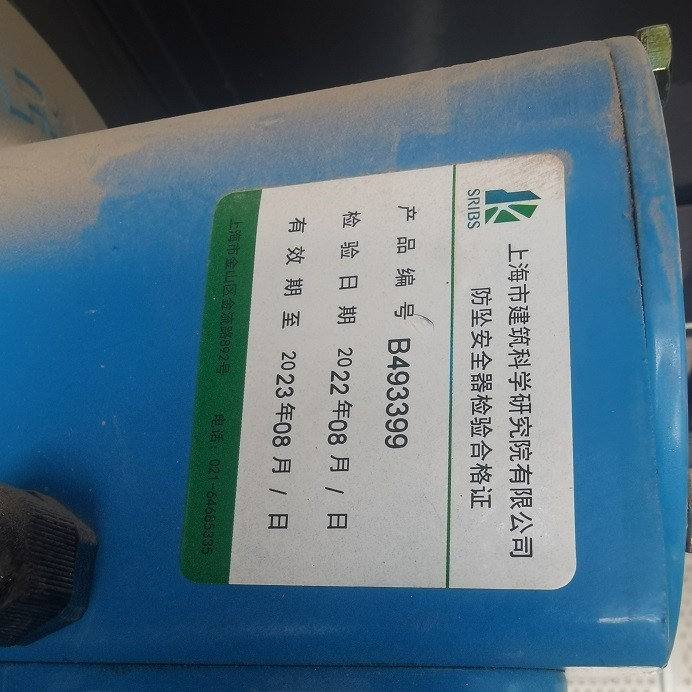 SRIBS
上海市建筑科学研究院有限公司
防坠安全器检验合格证
产品编号 B493399
检验日期 2022年08月/日
有效期至 2023年08月/日
上海市金山区金流路892号 电话：021-64685335